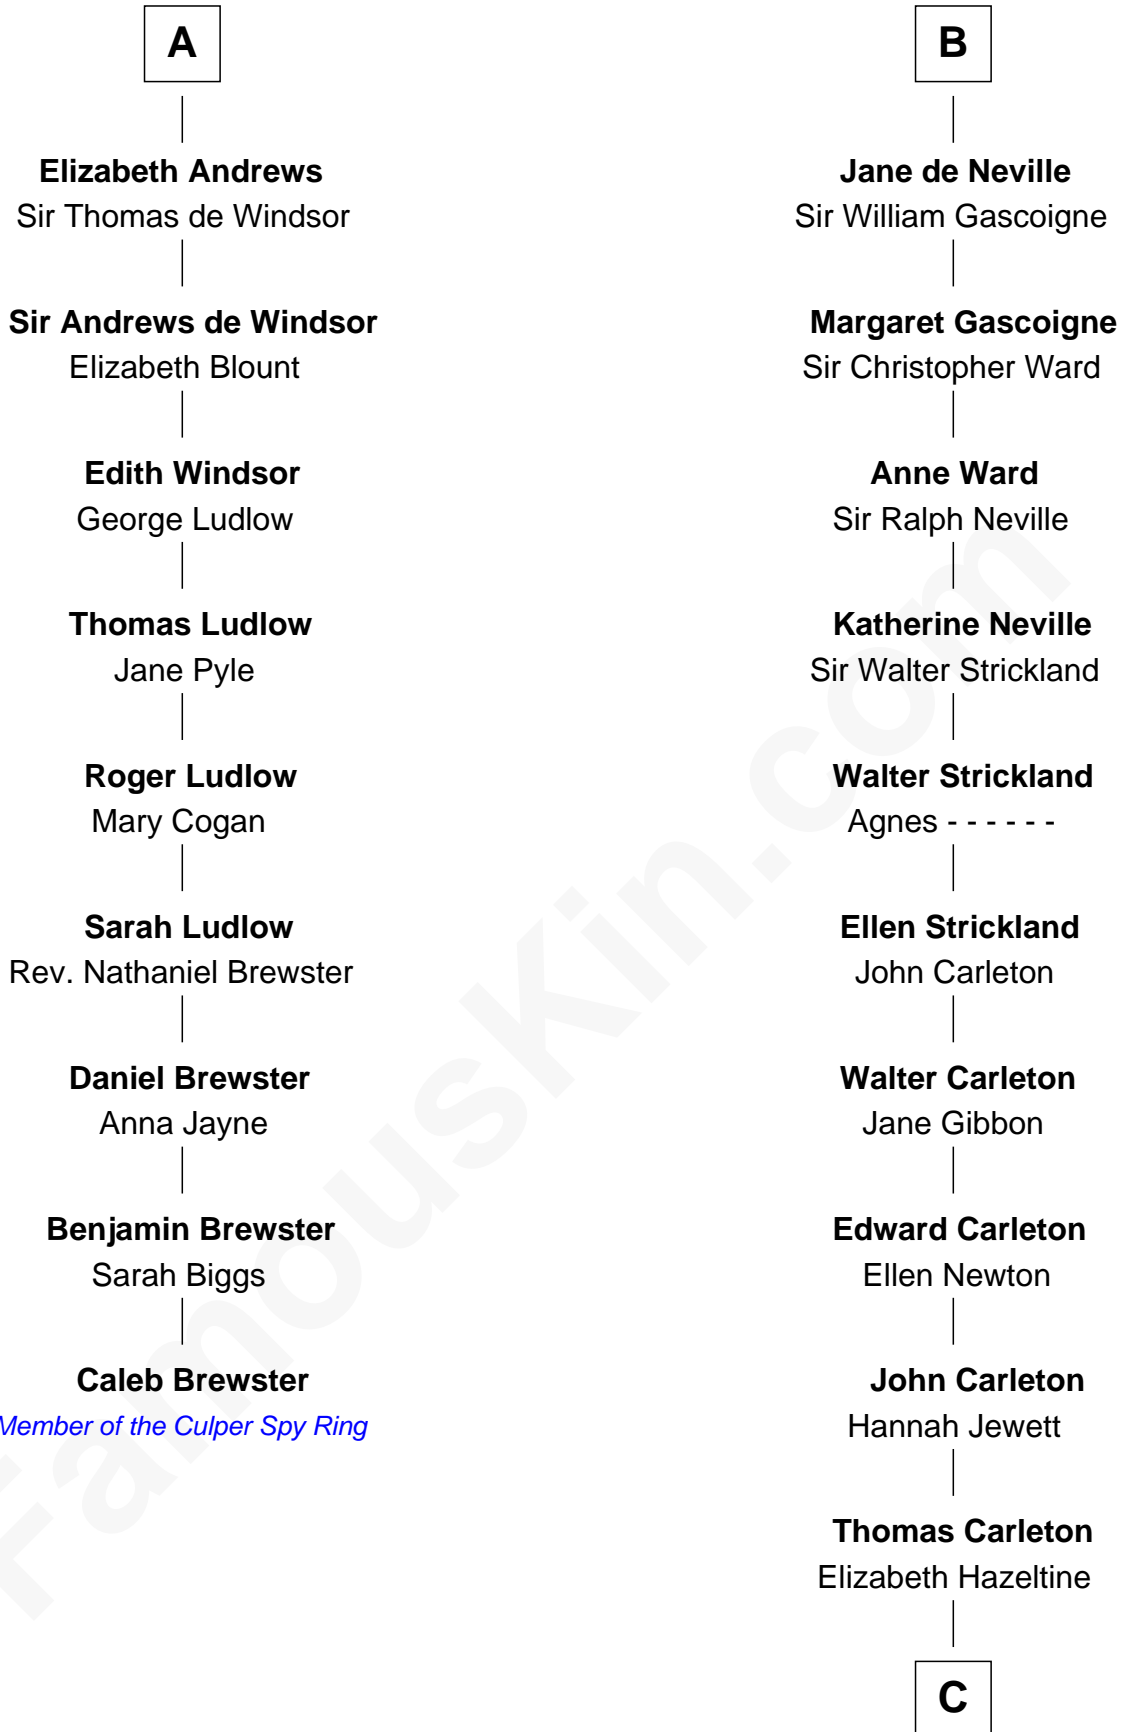 A
Elizabeth Andrews
Sir Thomas de Windsor
Sir Andrews de Windsor
Elizabeth Blount
Edith Windsor
George Ludlow
Thomas Ludlow
Jane Pyle
Roger Ludlow
Mary Cogan
Sarah Ludlow
Rev. Nathaniel Brewster
Daniel Brewster
Anna Jayne
Benjamin Brewster
Sarah Biggs
Caleb Brewster
Member of the Culper Spy Ring
B
Jane de Neville
Sir William Gascoigne
Margaret Gascoigne
Sir Christopher Ward
Anne Ward
Sir Ralph Neville
Katherine Neville
Sir Walter Strickland
Walter Strickland
Agnes - - - - - -
Ellen Strickland
John Carleton
Walter Carleton
Jane Gibbon
Edward Carleton
Ellen Newton
John Carleton
Hannah Jewett
Thomas Carleton
Elizabeth Hazeltine
C
FamousKin.com